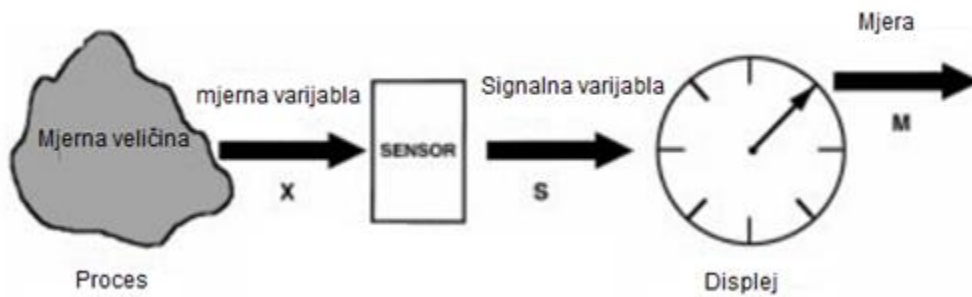 Mjera
mjerna varijabla
Signalna varijabla
Mjerna veličina
SENSOR
M
X
S
Proces
Displej